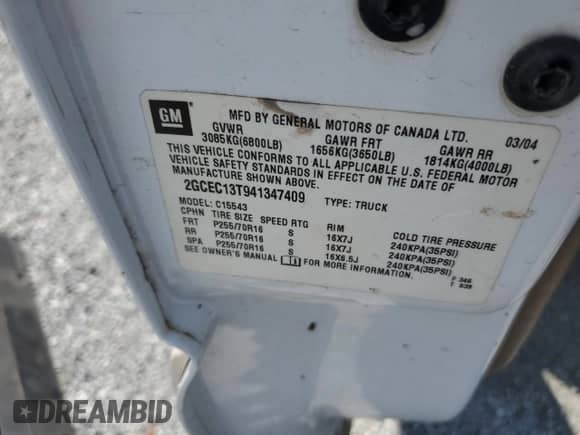 GM
MFD BY GENERAL MOTORS OF CANADA LTD. 03/04
GVWR GAWR FRT GAWR RR
3085KG(6800LB) 1656KG(3650LB) 1814KG(4000LB)
THIS VEHICLE CONFORMS TO ALL APPLICABLE U.S. FEDERAL MOTOR
VEHICLE SAFETY STANDARDS IN EFFECT ON THE DATE OF
MANUFACTURE SHOWN ABOVE.
2GCEC13T941347409 TYPE: TRUCK
MODEL: C15543
CPHN TIRE SIZE SPEED RTG RIM COLD TIRE PRESSURE
FRT P255/70R16 S 16X7J 240KPA(35PSI)
RR P255/70R16 S 16X7J 240KPA(35PSI)
SPA P255/70R16 S 16X6.5J 240KPA(35PSI)
SEE OWNER'S MANUAL FOR MORE INFORMATION.
DREAMBID